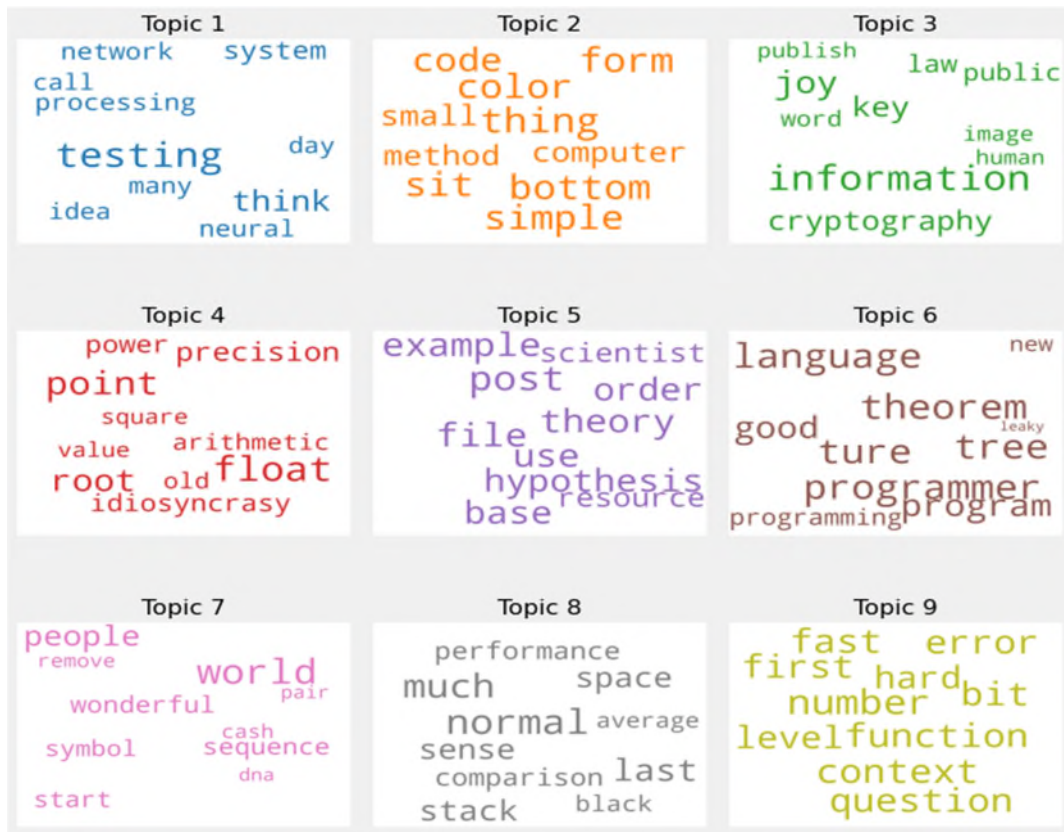 Topic 1
network system
call
processing
testing day
many
idea think
neural
Topic 2
code form
color
small thing
method computer
sit bottom
simple
Topic 3
publish law public
joy
word key
image
human
information
cryptography
Topic 4
power precision
point
square
value arithmetic
root old float
idiosyncrasy
Topic 5
example scientist
post order
theory
file use
hypothesis
base resource
Topic 6
language new
theorem
leaky
good ture tree
programmer
programming program
Topic 7
people
remove world
pair
wonderful
cash
symbol sequence
dna
start
Topic 8
performance
much space
normal average
sense
comparison last
stack black
Topic 9
fast error
first hard
number bit
level function
context
question